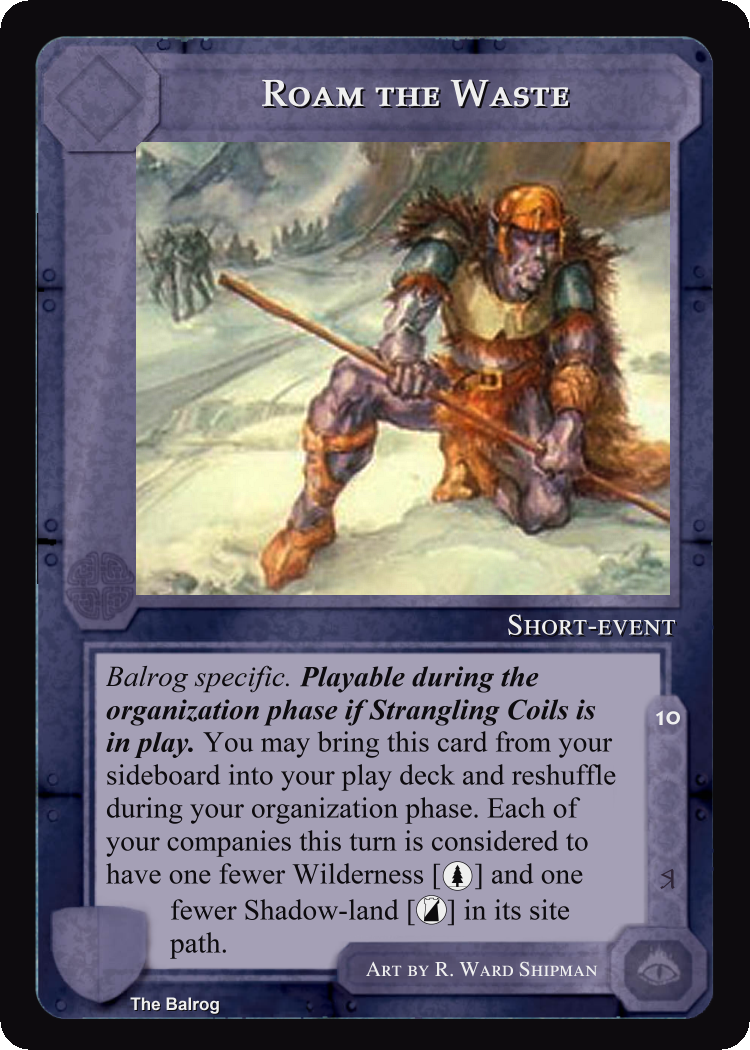 ROAM THE WASTE
SHORT-EVENT
Balrog specific. Playable during the
organization phase if Strangling Coils is
in play. You may bring this card from your
sideboard into your play deck and reshuffle
during your organization phase. Each of
your companies this turn is considered to
have one fewer Wilderness [ ] and one
fewer Shadow-land [ ] in its site
path.
10
ART BY R. WARD SHIPMAN
The Balrog